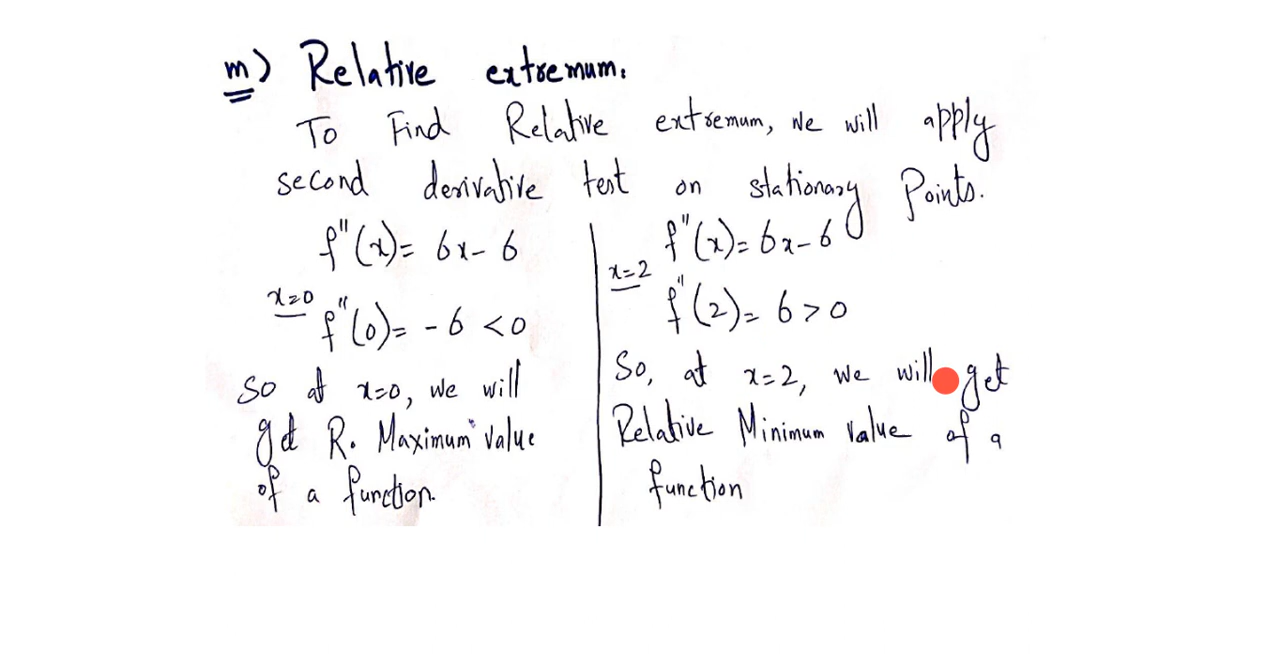 m) Relative extremum.
To Find Relative extremum, we will apply
second derivative test on stationary Points.
f"(x) = 6x - 6
x=0
f"(0) = - 6 < 0
So at x=0, we will
get R. Maximum value
of a function.
f"(x) = 6x - 6
x=2
f"(2) = 6 > 0
So, at x=2, we will get
Relative Minimum value of a
function